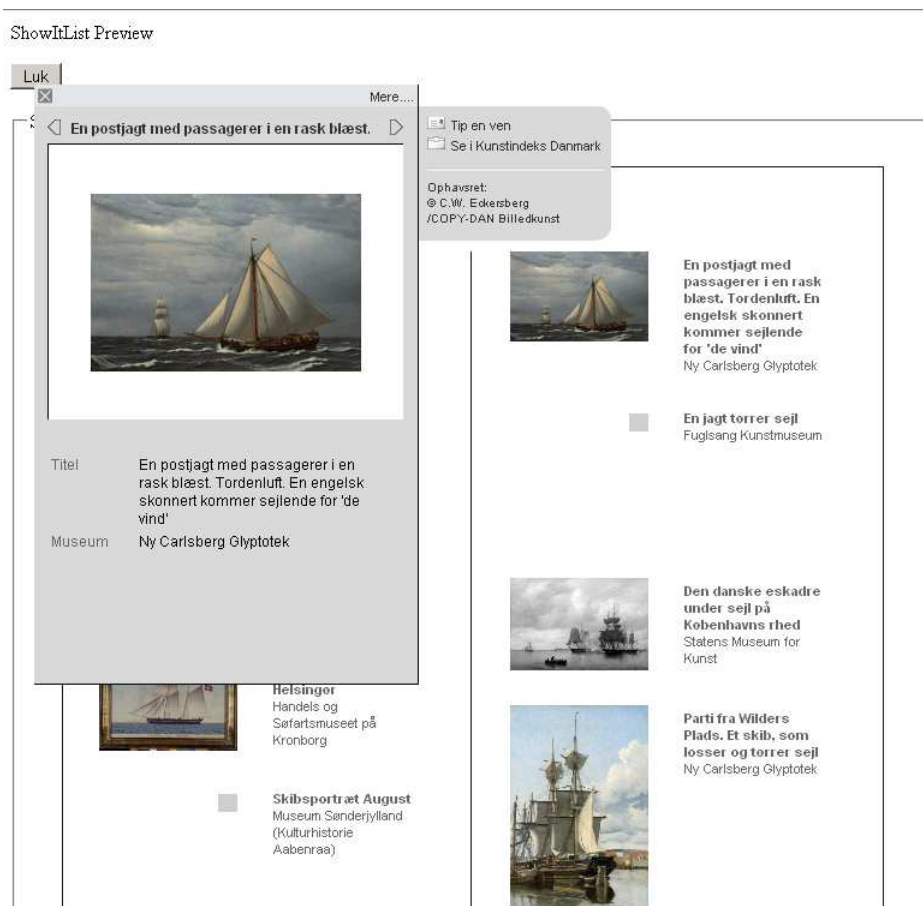 ShowItList Preview
Luk
Mere....
En postjagt med passagerer i en rask blæst.
Tip en ven
Se i Kunstindeks Danmark
Ophavsret:
© C.W. Eckersberg
/COPY-DAN Billedkunst
Titel
En postjagt med passagerer i en
rask blæst. Tordenluft. En engelsk
skonnert kommer sejlende for 'de
vind'
Museum
Ny Carlsberg Glyptotek
Helsingør
Handels og
Søfartsmuseet på
Kronborg
Skibsportræt August
Museum Sønderjylland
(Kulturhistorie
Aabenraa)
En postjagt med
passagerer i en rask
blæst. Tordenluft. En
engelsk skonnert
kommer sejlende
for 'de vind'
Ny Carlsberg Glyptotek
En jagt tørrer sejl
Fuglsang Kunstmuseum
Den danske eskadre
under sejl på
Københavns rhed
Statens Museum for
Kunst
Parti fra Wilders
Plads. Et skib, som
losser og tørrer sejl
Ny Carlsberg Glyptotek